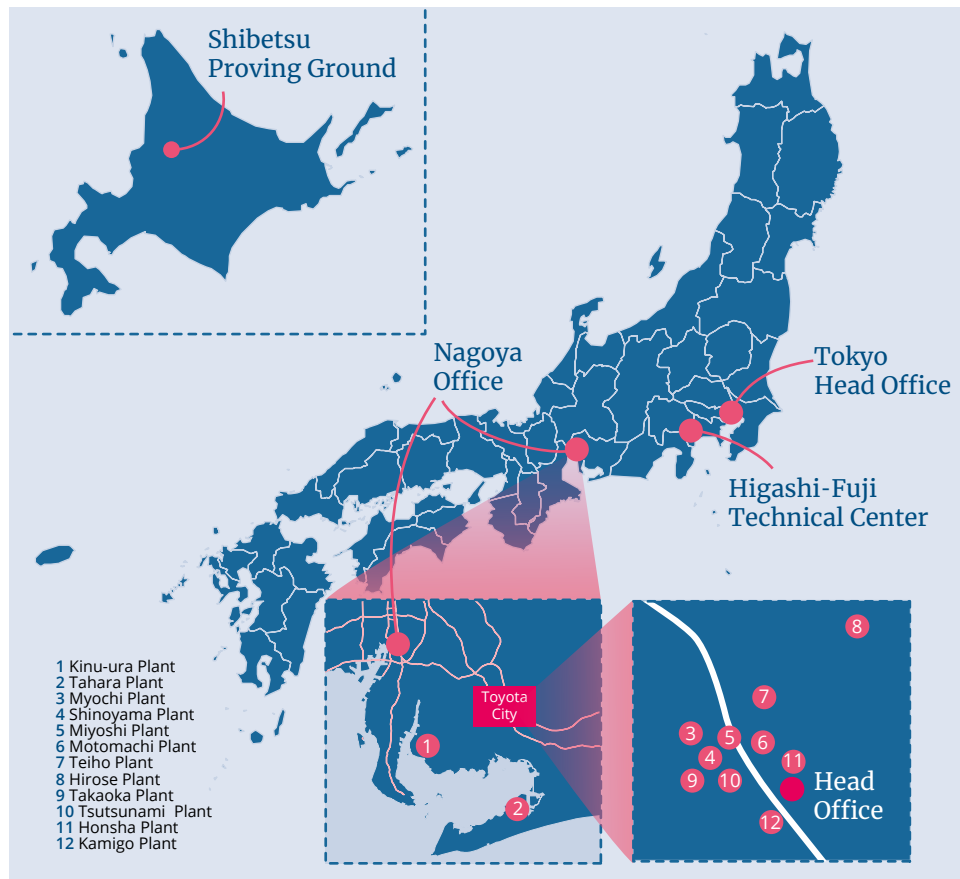 Shibetsu
Proving Ground
Nagoya
Office
Tokyo
Head Office
Higashi-Fuji
Technical Center
1 Kinu-ura Plant
2 Tahara Plant
3 Myochi Plant
4 Shinoyama Plant
5 Miyoshi Plant
6 Motomachi Plant
7 Teiho Plant
8 Hirose Plant
9 Takaoka Plant
10 Tsutsunami Plant
11 Honsha Plant
12 Kamigo Plant
Toyota
City
1
2
8
7
3
5
6
4
11
9
10
Head
Office
12